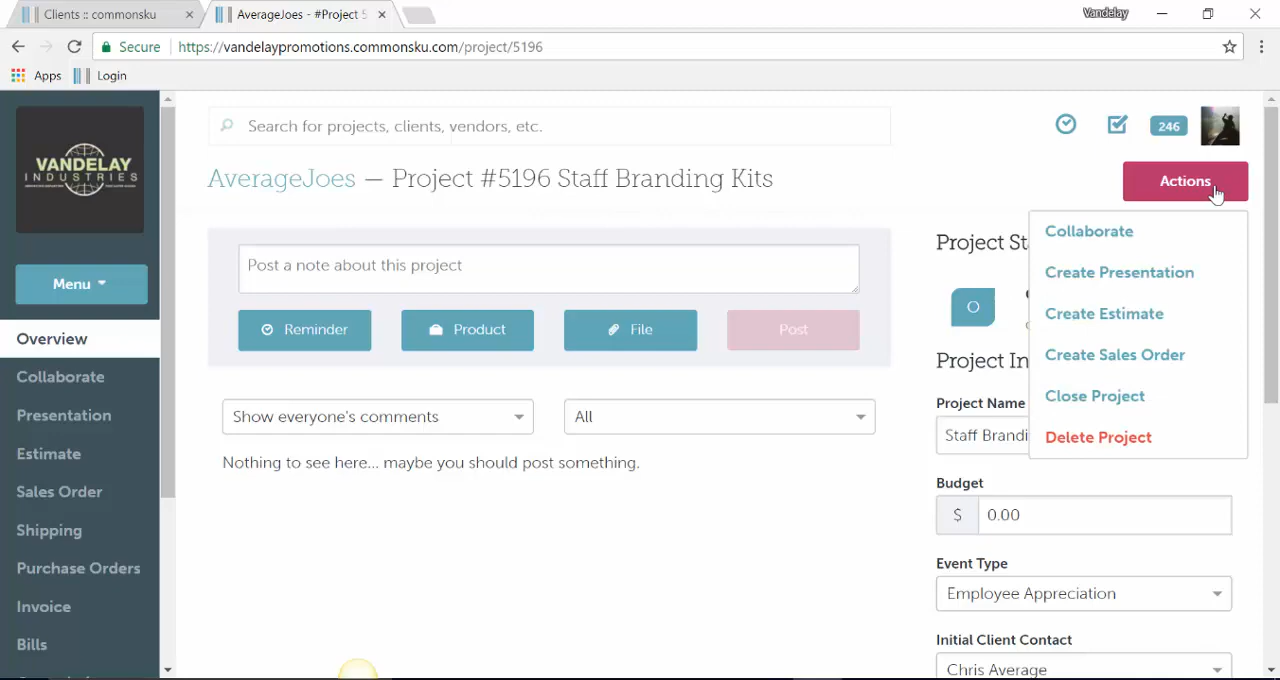 Clients :: commonsku
AverageJoes - #Project 5
Vandelay
Secure
https://vandelaypromotions.commonsku.com/project/5196
Apps
Login
VANDELAY
INDUSTRIES
Search for projects, clients, vendors, etc.
246
AverageJoes — Project #5196 Staff Branding Kits
Actions
Collaborate
Create Presentation
Create Estimate
Create Sales Order
Close Project
Delete Project
Menu
Overview
Collaborate
Presentation
Estimate
Sales Order
Shipping
Purchase Orders
Invoice
Bills
Post a note about this project
Reminder
Product
File
Post
Show everyone's comments
All
Nothing to see here... maybe you should post something.
Project St
O
Project In
Project Name
Staff Brandi
Budget
$ 0.00
Event Type
Employee Appreciation
Initial Client Contact
Chris Average